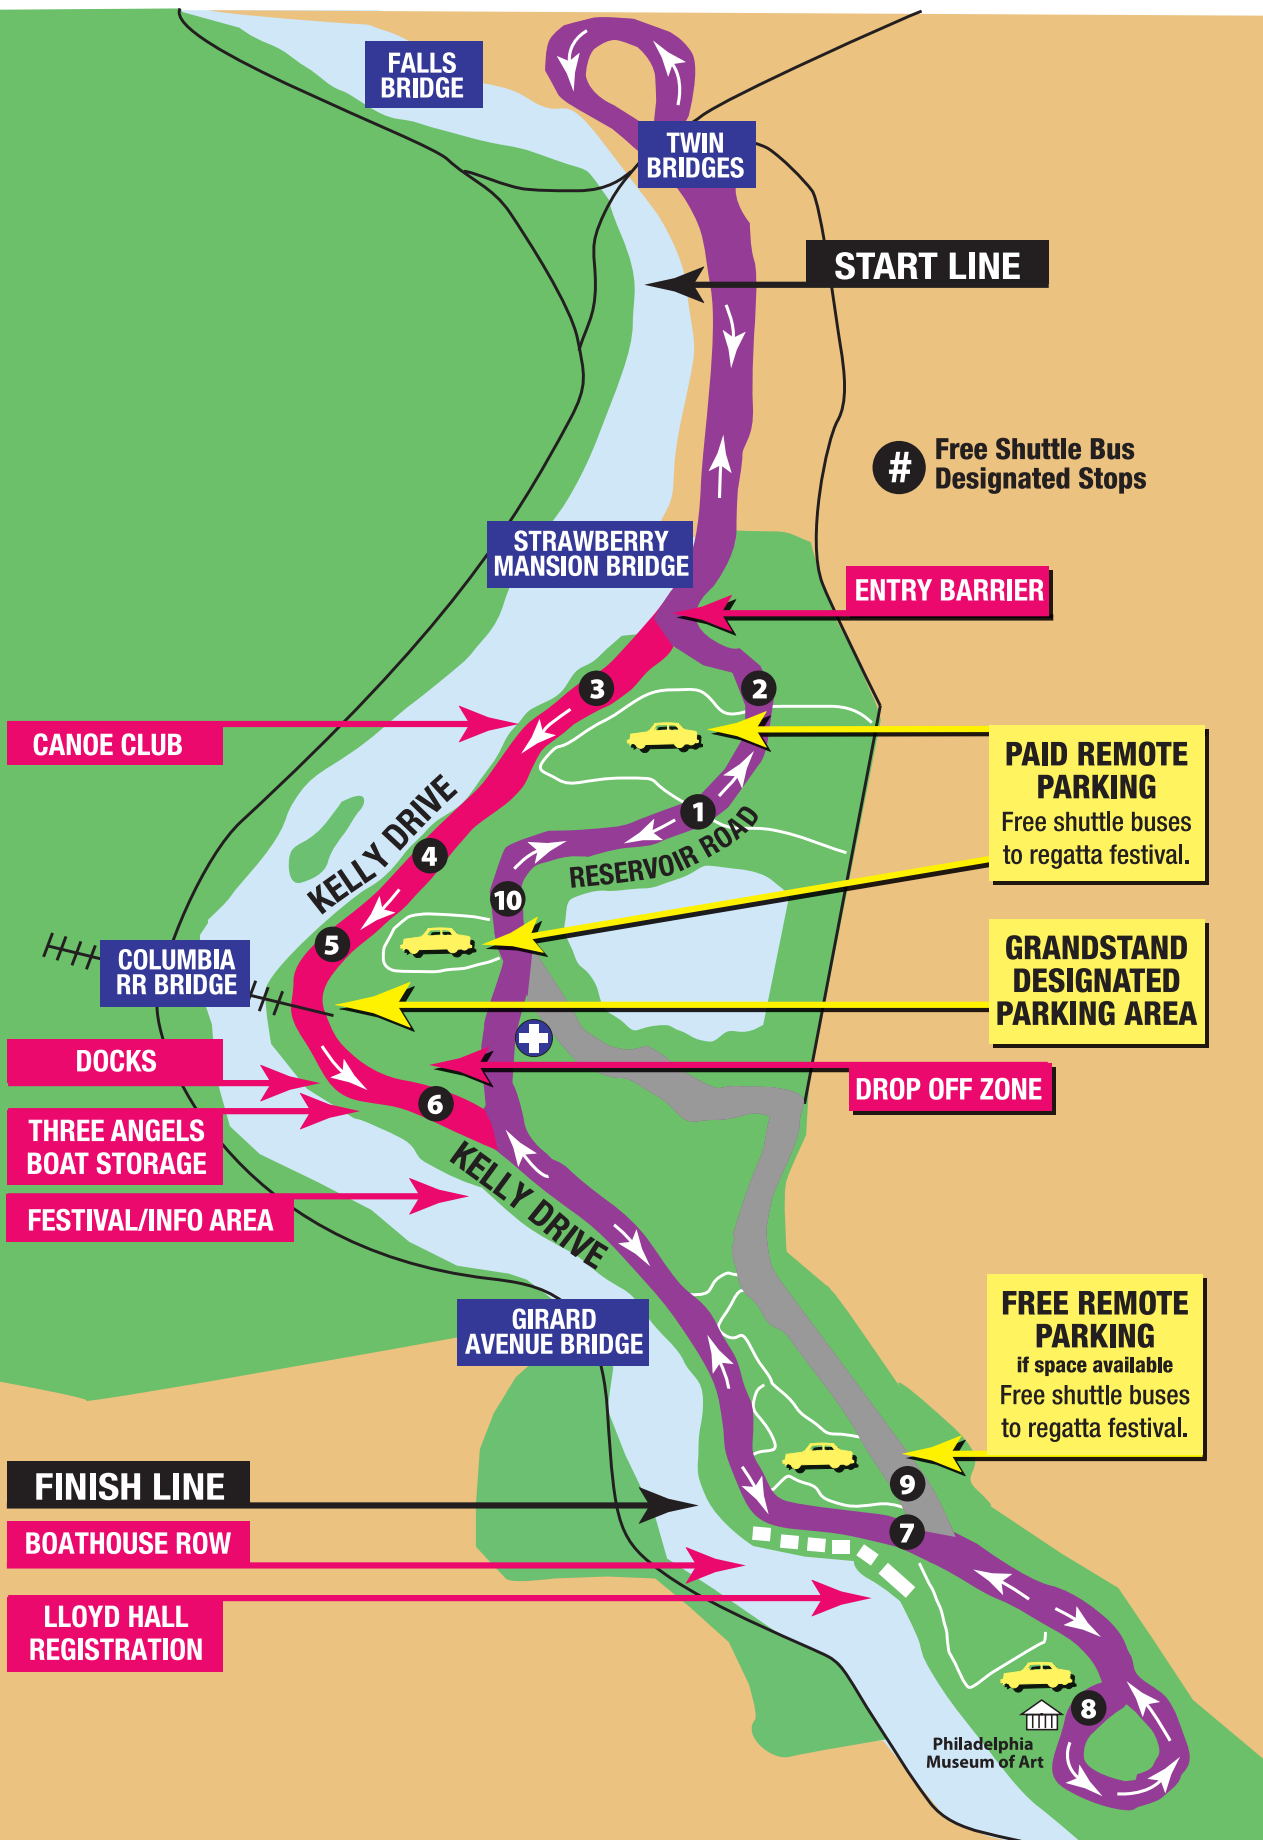 FALLS
BRIDGE
TWIN
BRIDGES
START LINE
#
Free Shuttle Bus
Designated Stops
STRAWBERRY
MANSION BRIDGE
ENTRY BARRIER
3
2
CANOE CLUB
PAID REMOTE
PARKING
Free shuttle buses
to regatta festival.
KELLY DRIVE
1
RESERVOIR ROAD
4
10
5
COLUMBIA
RR BRIDGE
GRANDSTAND
DESIGNATED
PARKING AREA
DOCKS
DROP OFF ZONE
6
THREE ANGELS
BOAT STORAGE
KELLY DRIVE
FESTIVAL/INFO AREA
GIRARD
AVENUE BRIDGE
FREE REMOTE
PARKING
if space available
Free shuttle buses
to regatta festival.
FINISH LINE
9
7
BOATHOUSE ROW
LLOYD HALL
REGISTRATION
8
Philadelphia
Museum of Art